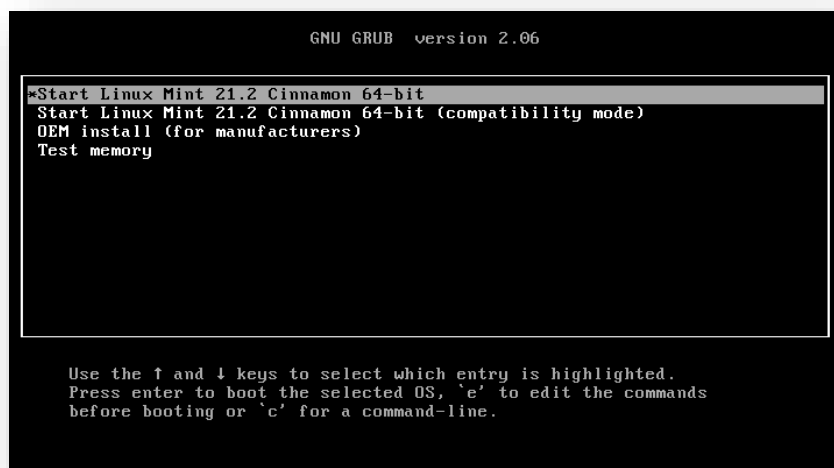 GNU GRUB  version 2.06
*Start Linux Mint 21.2 Cinnamon 64-bit
Start Linux Mint 21.2 Cinnamon 64-bit (compatibility mode)
OEM install (for manufacturers)
Test memory
Use the ↑ and ↓ keys to select which entry is highlighted.
Press enter to boot the selected OS, `e' to edit the commands
before booting or `c' for a command-line.